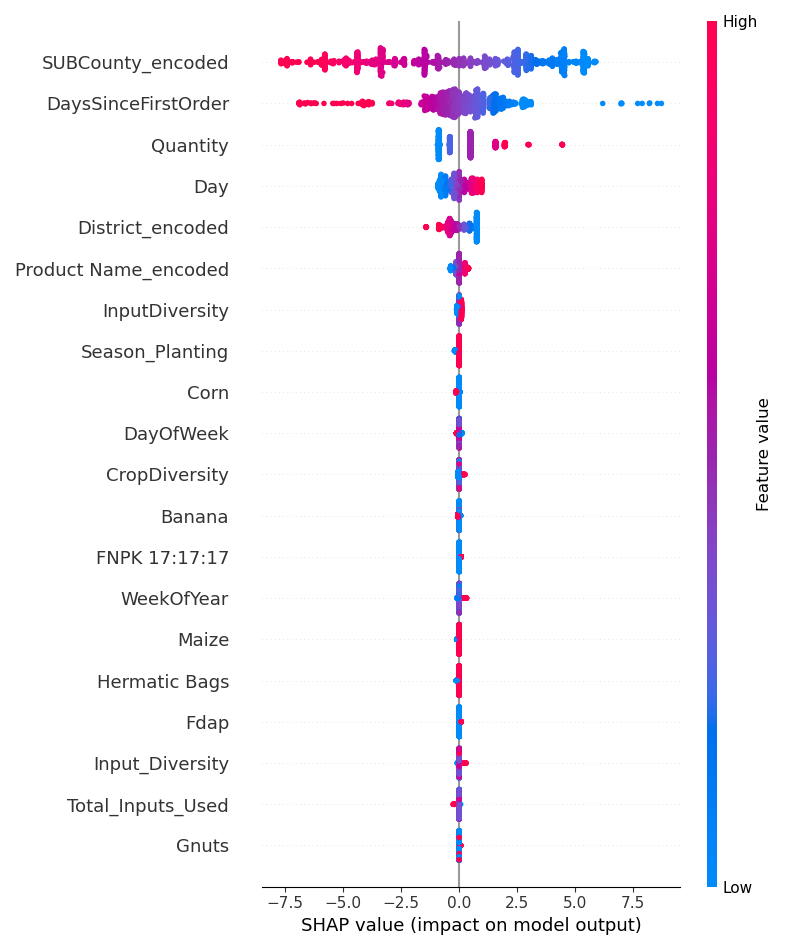 High
SUBCounty_encoded
DaysSinceFirstOrder
Quantity
Day
District_encoded
Product Name_encoded
InputDiversity
Season_Planting
Corn
DayOfWeek
CropDiversity
Banana
FNPK 17:17:17
WeekOfYear
Maize
Hermatic Bags
Fdap
Input_Diversity
Total_Inputs_Used
Gnuts
Feature value
Low
−7.5 −5.0 −2.5 0.0 2.5 5.0 7.5
SHAP value (impact on model output)